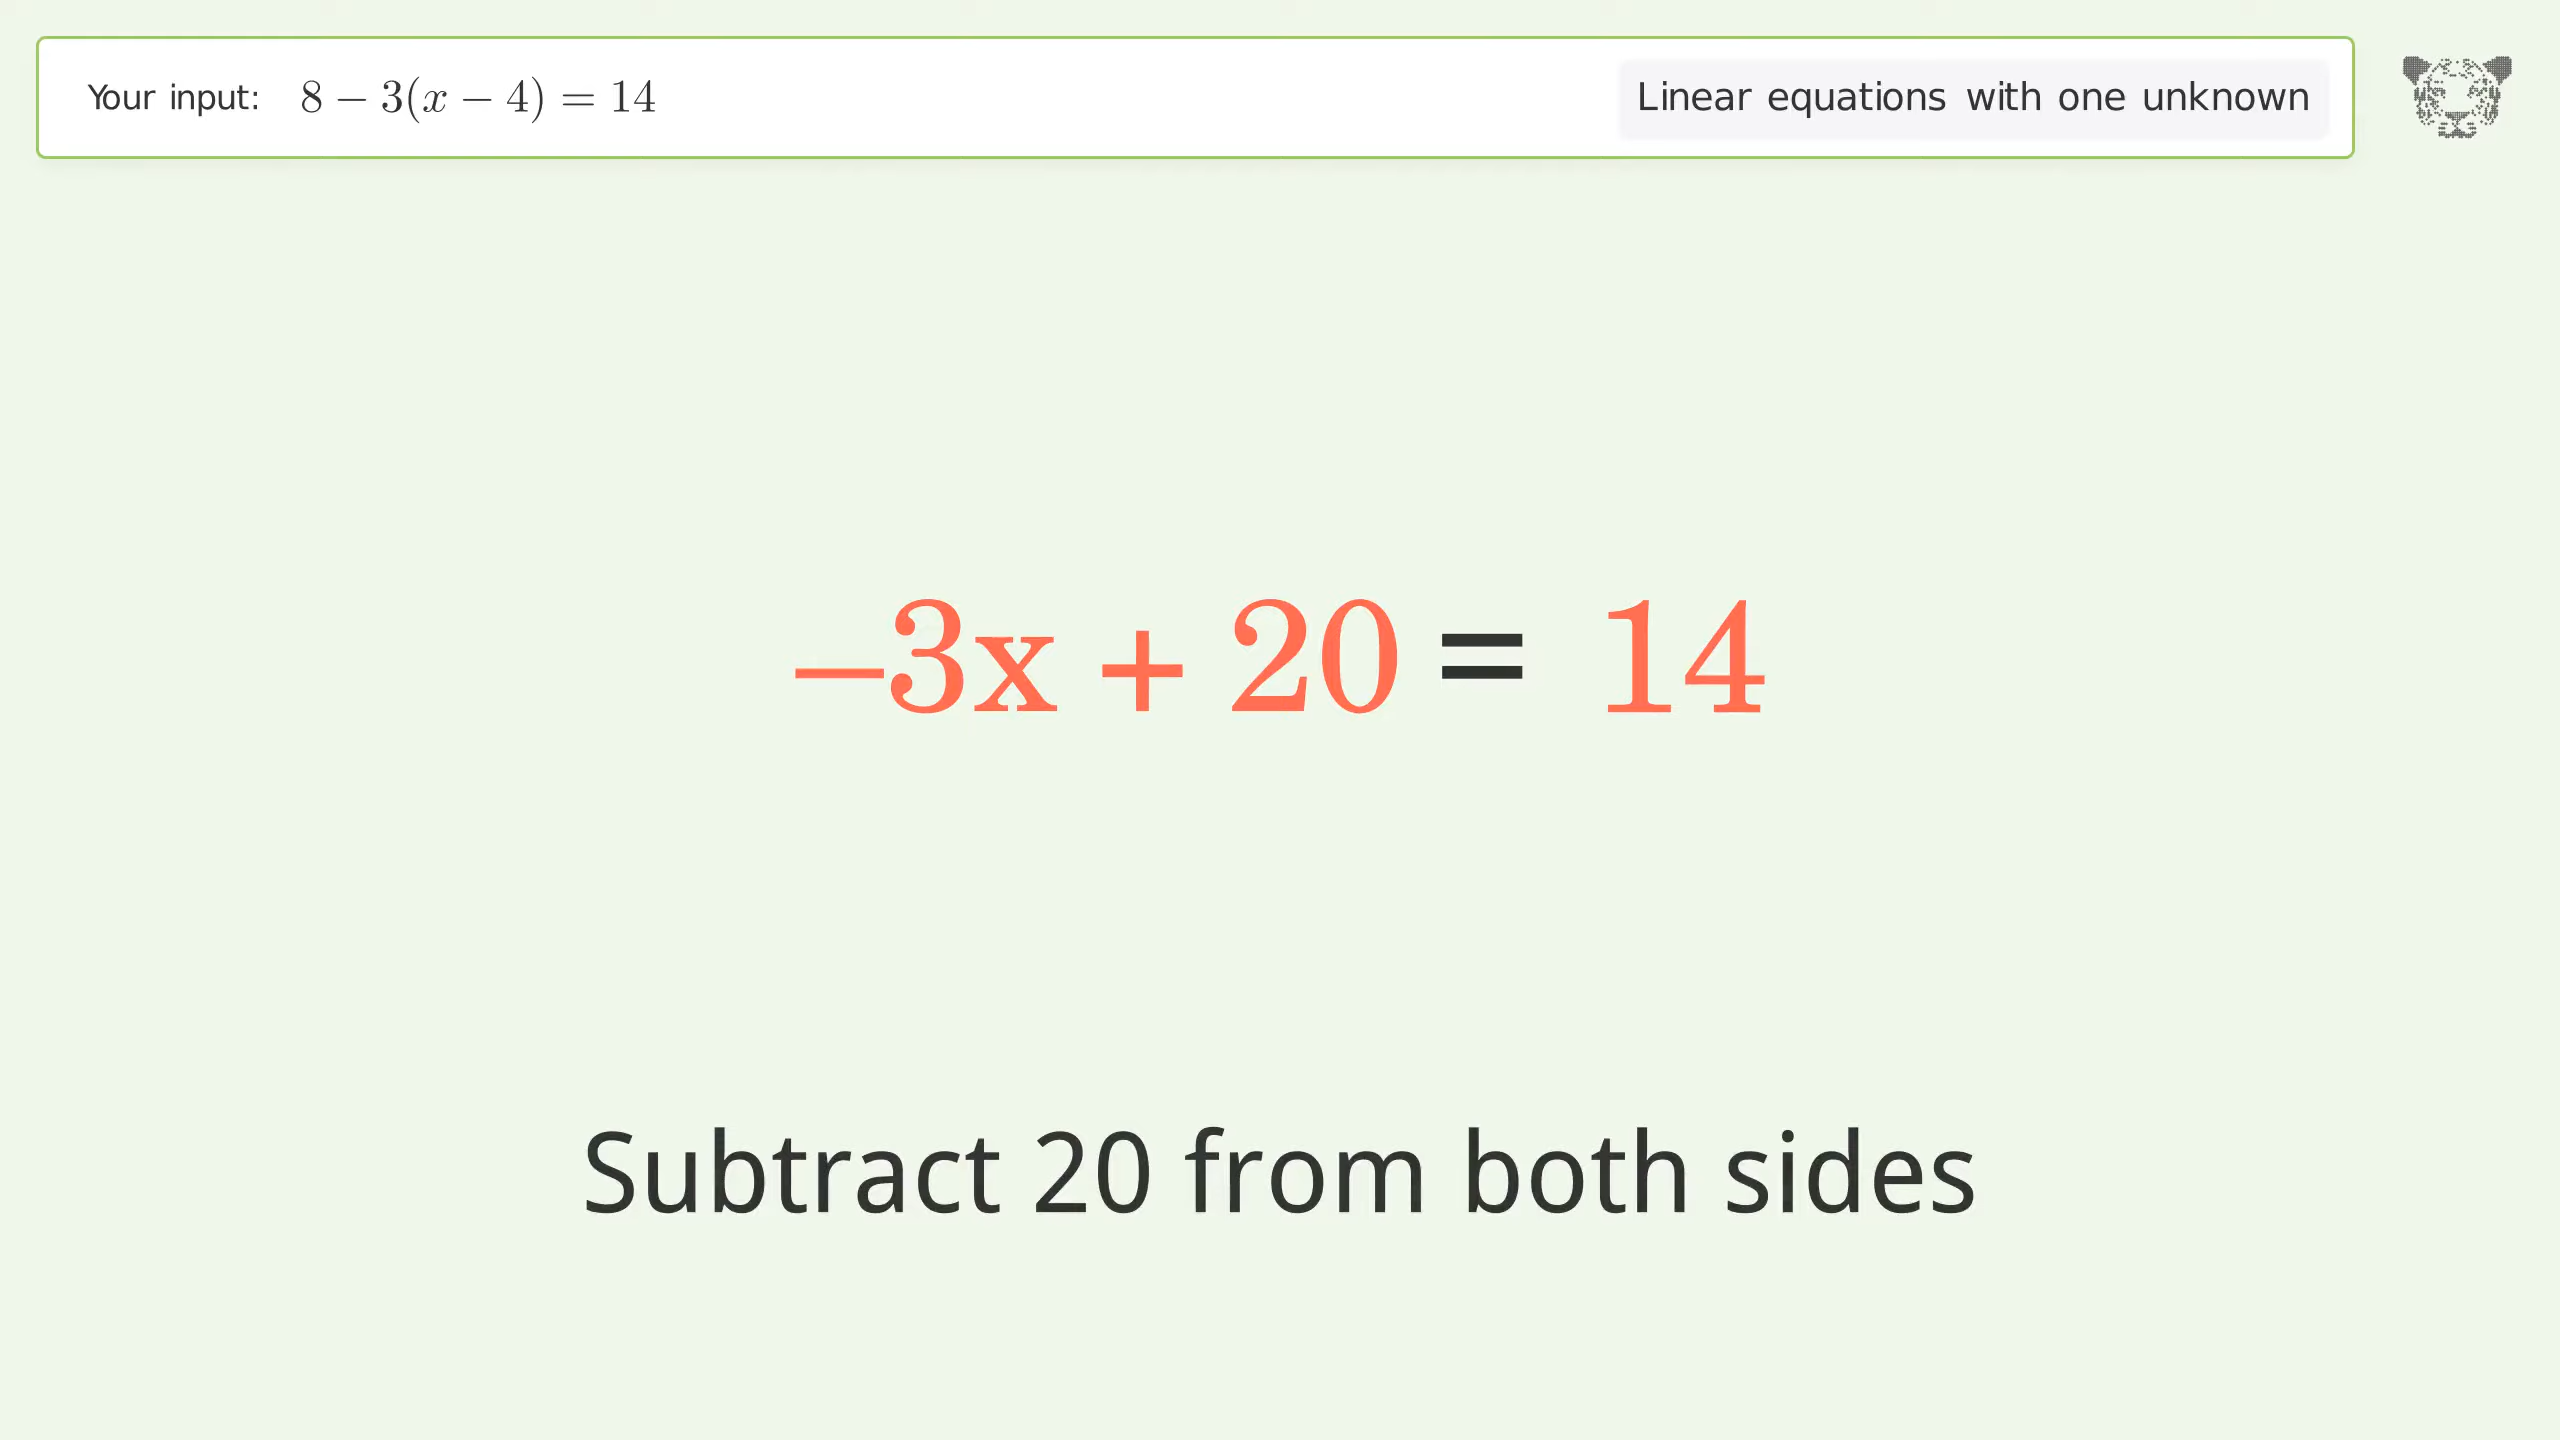 Your input: 8 − 3(x − 4) = 14
Linear equations with one unknown
−3x + 20 = 14
Subtract 20 from both sides